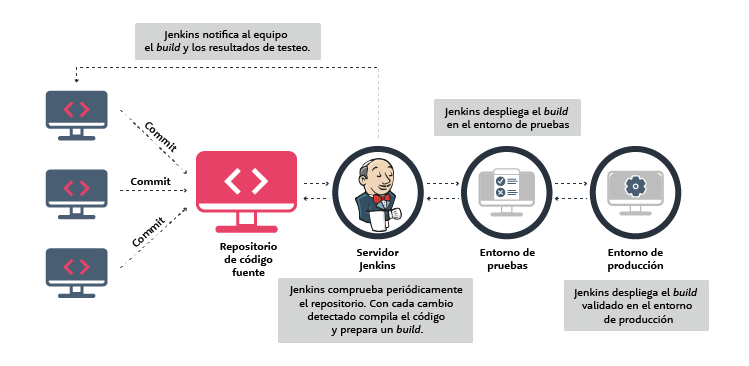 Jenkins notifica al equipo
el build y los resultados de testeo.
Commit
Commit
Commit
Jenkins despliega el build
en el entorno de pruebas
Repositorio
de código
fuente
Servidor
Jenkins
Entorno de
pruebas
Entorno de
producción
Jenkins comprueba periódicamente
el repositorio. Con cada cambio
detectado compila el código
y prepara un build.
Jenkins despliega el build
validado en el entorno
de producción